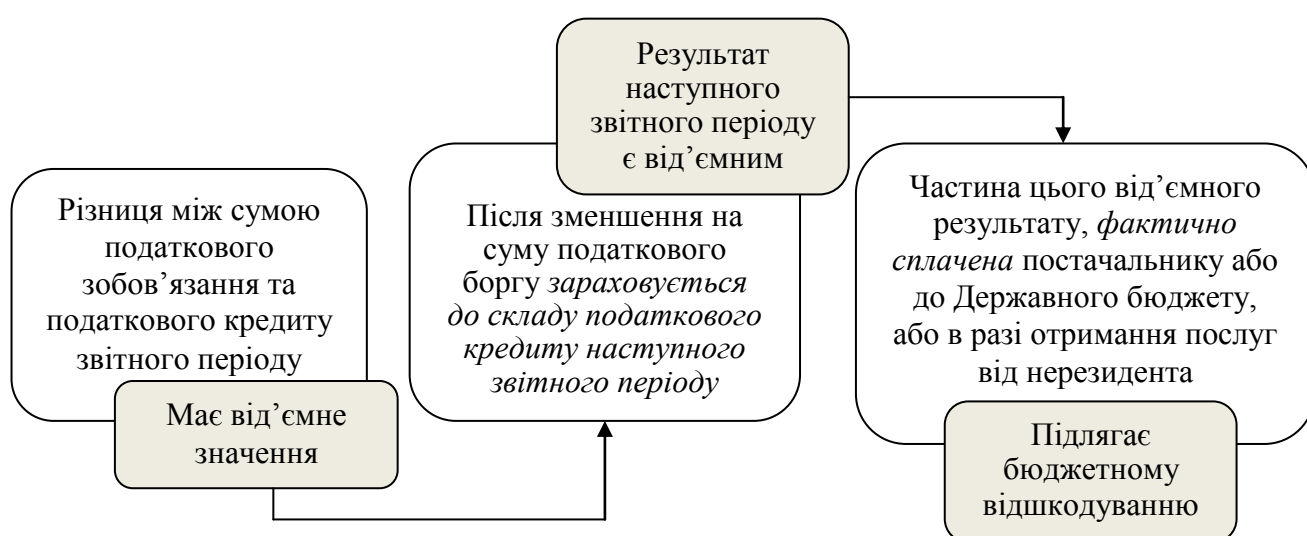 Різниця між сумою
податкового
зобов’язання та
податкового кредиту
звітного періоду
Має від’ємне
значення
Після зменшення на
суму податкового
боргу зараховується
до складу податкового
кредиту наступного
звітного періоду
Результат
наступного
звітного періоду
є від’ємним
Частина цього від’ємного
результату, фактично
сплачена постачальнику або
до Державного бюджету,
або в разі отримання послуг
від нерезидента
Підлягає
бюджетному
відшкодуванню